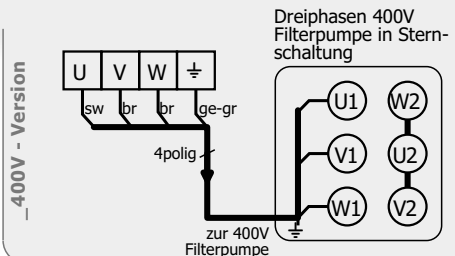 Dreiphasen 400V
Filterpumpe in Stern-
schaltung
_400V - Version
U V W
sw br br ge-gr
4polig
U1 W2
V1 U2
W1 V2
zur 400V
Filterpumpe